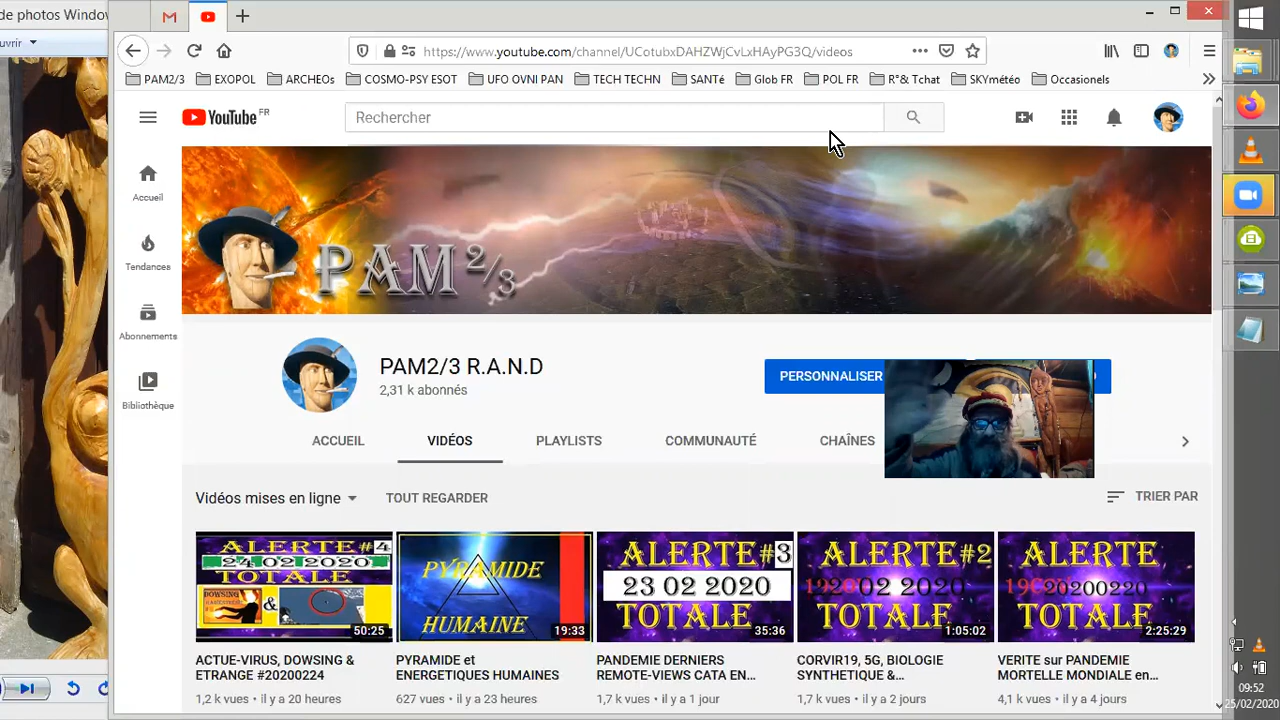 de photos Window
uvrir
https://www.youtube.com/channel/UCotubxDAHZWjCvLxHAyPG3Q/videos
PAM2/3 EXOPOL ARCHEOs COSMO-PSY ESOT UFO OVNI PAN TECH TECHN SANTé Glob FR POL FR R°& Tchat SKYmétéo Occasionels
YouTube FR
Rechercher
Accueil
Tendances
Abonnements
Bibliothèque
PAM 2/3
PAM2/3 R.A.N.D
2,31 k abonnés
PERSONNALISER
ACCUEIL VIDÉOS PLAYLISTS COMMUNAUTÉ CHAÎNES
Vidéos mises en ligne TOUT REGARDER TRIER PAR
ALERTE#4
24 02 2020
TOTALE
DOWSING
&
50:25
PYRAMIDE
HUMAINE
19:33
ALERTE#3
23 02 2020
TOTALE
35:36
ALERTE#2
02 2020
TOTALE
1:05:02
ALERTE
20200220
TOTALE
2:25:29
ACTUE-VIRUS, DOWSING &
ETRANGE #20200224
1,2 k vues • il y a 20 heures
PYRAMIDE et
ENERGETIQUES HUMAINES
627 vues • il y a 23 heures
PANDEMIE DERNIERS
REMOTE-VIEWS CATA EN...
1,7 k vues • il y a 1 jour
CORVIR19, 5G, BIOLOGIE
SYNTHETIQUE &...
1,7 k vues • il y a 2 jours
VERITE sur PANDEMIE
MORTELLE MONDIALE en...
4,1 k vues • il y a 4 jours
09:52
25/02/2020